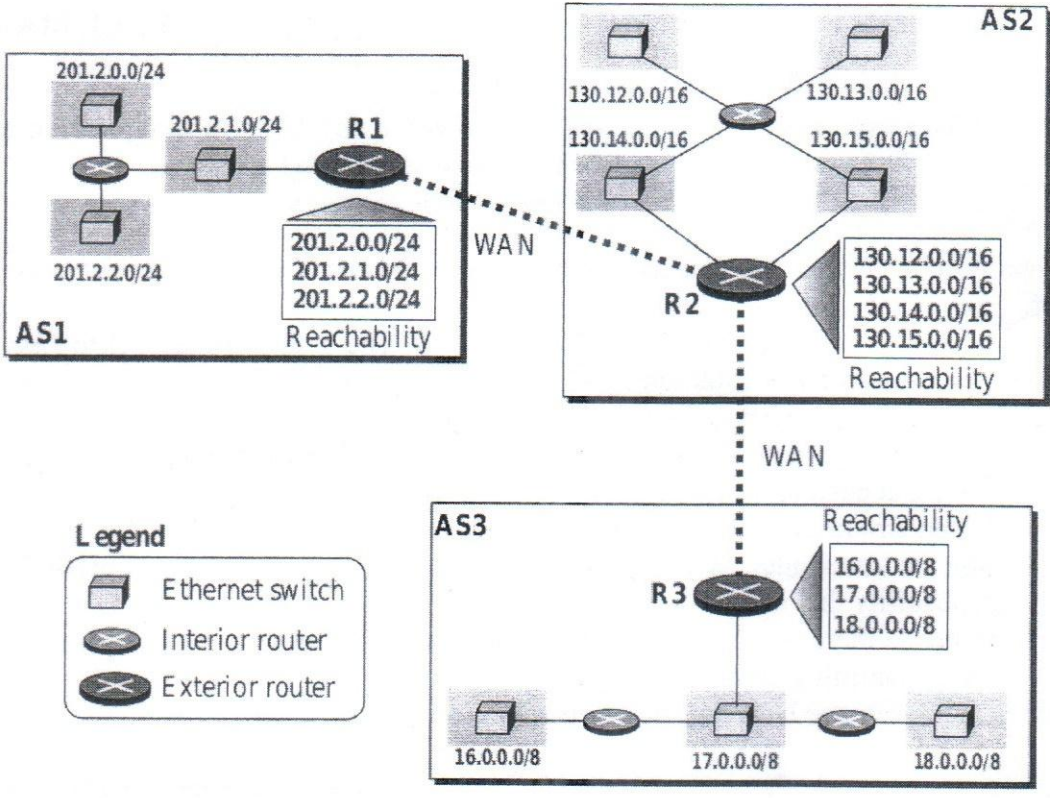 AS1
201.2.0.0/24
201.2.1.0/24
201.2.2.0/24
R1
201.2.0.0/24
201.2.1.0/24
201.2.2.0/24
Reachability
WAN
AS2
130.12.0.0/16
130.13.0.0/16
130.14.0.0/16
130.15.0.0/16
R2
130.12.0.0/16
130.13.0.0/16
130.14.0.0/16
130.15.0.0/16
Reachability
WAN
AS3
Reachability
R3
16.0.0.0/8
17.0.0.0/8
18.0.0.0/8
16.0.0.0/8
17.0.0.0/8
18.0.0.0/8
Legend
Ethernet switch
Interior router
Exterior router